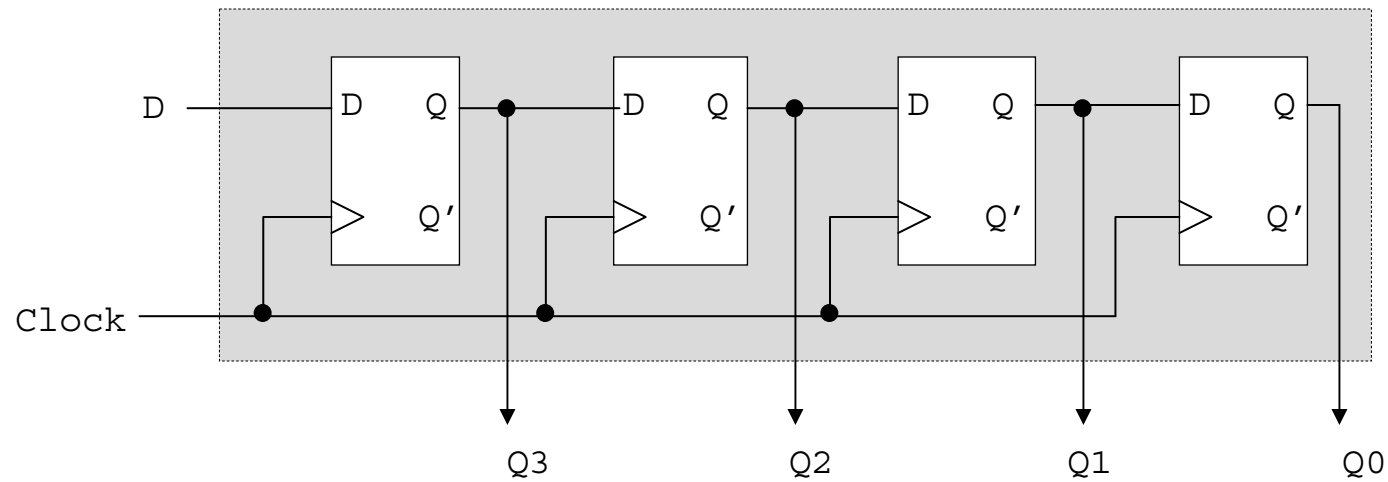 D D Q D Q D Q D Q
Q’ Q’ Q’ Q’
Clock
Q3 Q2 Q1 Q0